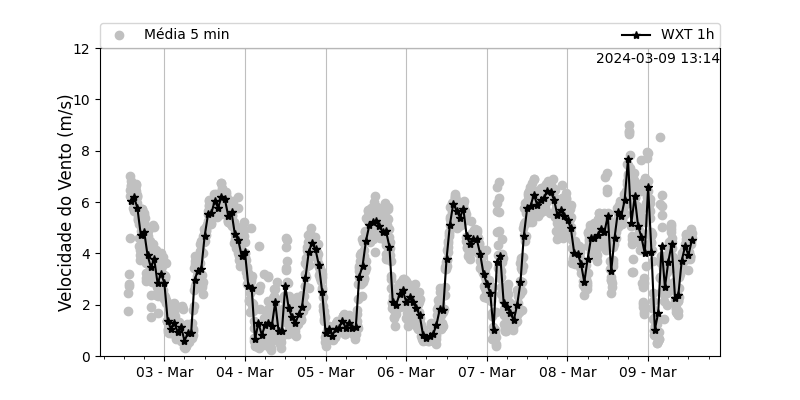 Média 5 min
WXT 1h
2024-03-09 13:14
Velocidade do Vento (m/s)
12
10
8
6
4
2
0
03 - Mar 04 - Mar 05 - Mar 06 - Mar 07 - Mar 08 - Mar 09 - Mar